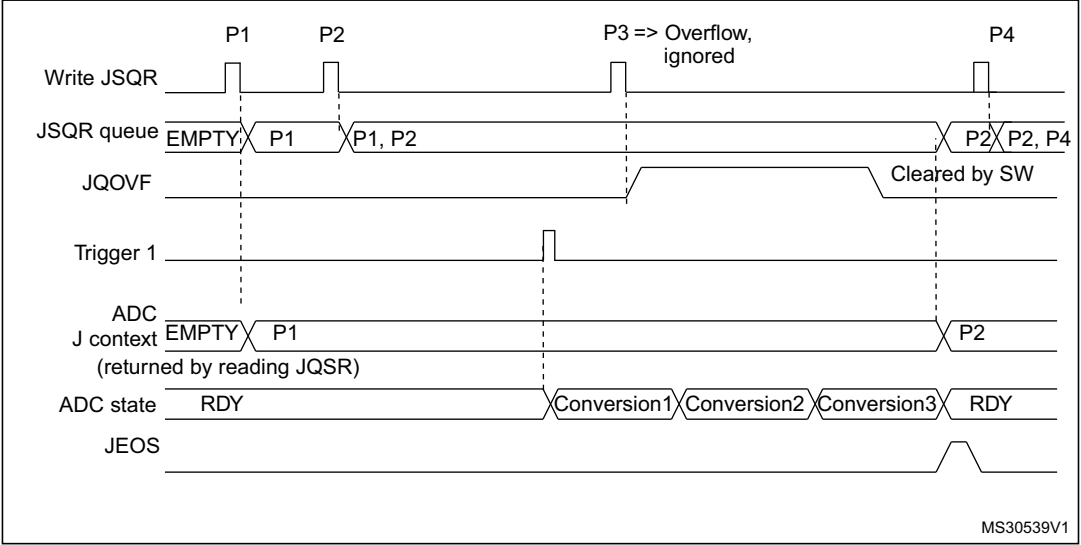 P1 P2 P3 => Overflow, P4
ignored
Write JSQR
JSQR queue EMPTY P1 P1, P2 P2 P2, P4
JQOVF Cleared by SW
Trigger 1
ADC
J context EMPTY P1 P2
(returned by reading JQSR)
ADC state RDY Conversion1 Conversion2 Conversion3 RDY
JEOS
MS30539V1